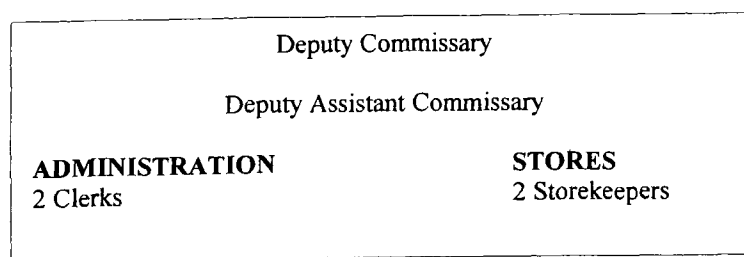 Deputy Commissary
Deputy Assistant Commissary
ADMINISTRATION
2 Clerks
STORES
2 Storekeepers